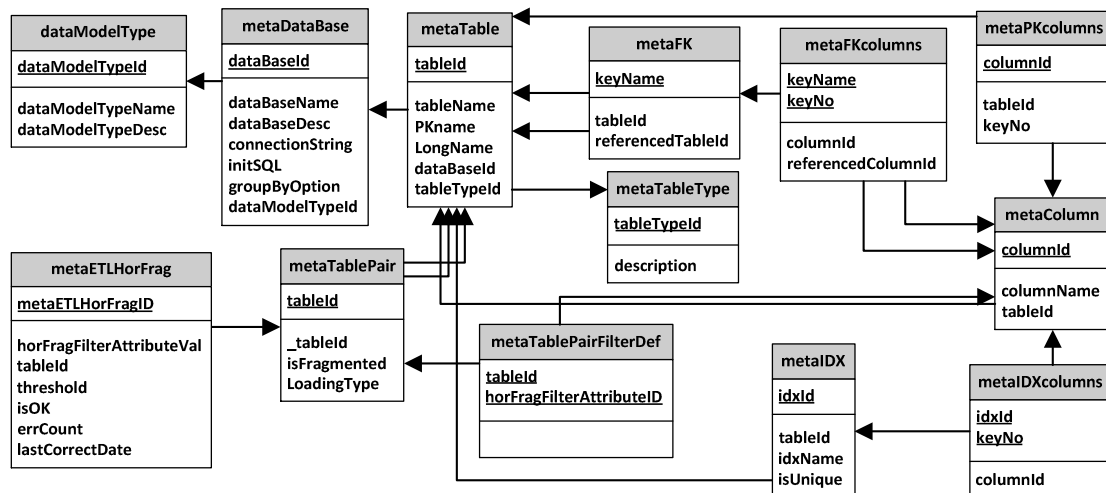 dataModelType
dataModelTypeId
dataModelTypeName
dataModelTypeDesc
metaDataBase
dataBaseId
dataBaseName
dataBaseDesc
connectionString
initSQL
groupByOption
dataModelTypeId
metaTable
tableId
tableName
PKname
LongName
dataBaseId
tableTypeId
metaFK
keyName
tableId
referencedTableId
metaFKcolumns
keyName
keyNo
columnId
referencedColumnId
metaPKcolumns
columnId
tableId
keyNo
metaTableType
tableTypeId
description
metaColumn
columnId
columnName
tableId
metaETLHorFrag
metaETLHorFragID
horFragFilterAttributeVal
tableId
threshold
isOK
errCount
lastCorrectDate
metaTablePair
tableId
_tableId
isFragmented
LoadingType
metaTablePairFilterDef
tableId
horFragFilterAttributeID
metaIDX
idxId
tableId
idxName
isUnique
metaIDXcolumns
idxId
keyNo
columnId